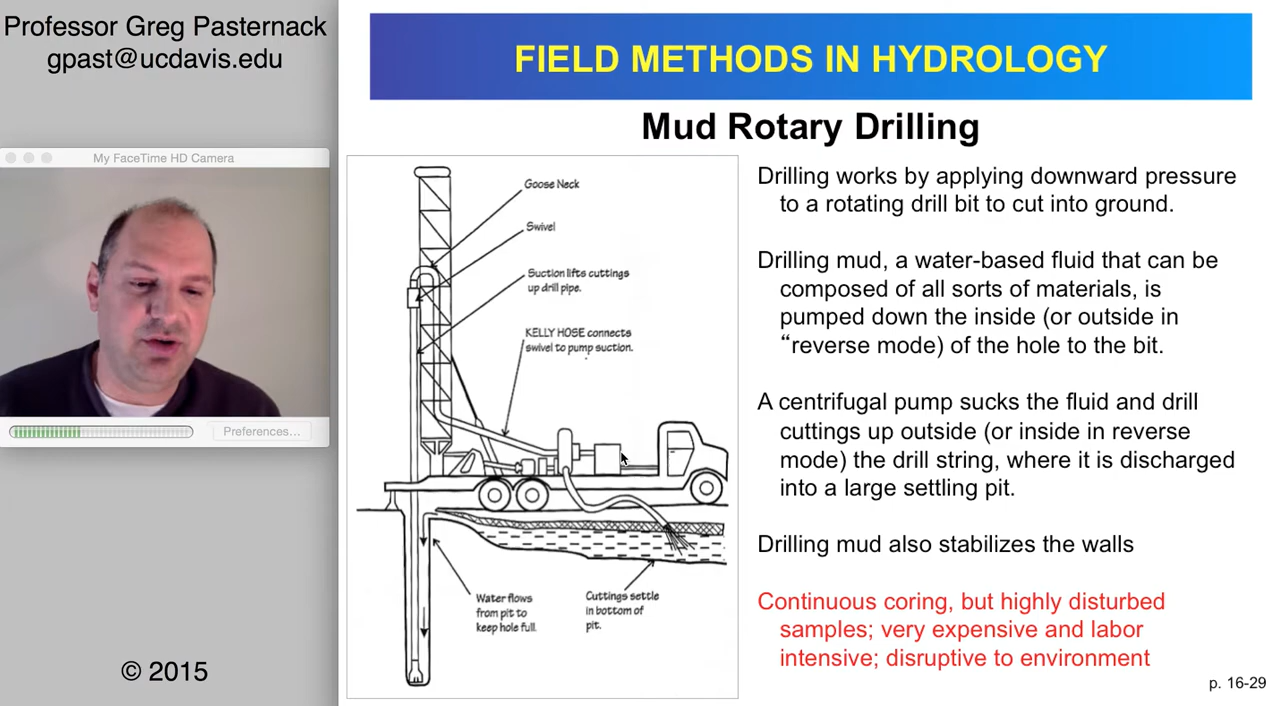 Professor Greg Pasternack
gpast@ucdavis.edu
My FaceTime HD Camera
Preferences...
© 2015
FIELD METHODS IN HYDROLOGY
Mud Rotary Drilling
Goose Neck
Swivel
Suction lifts cuttings
up drill pipe.
KELLY HOSE connects
swivel to pump suction.
Water flows
from pit to
keep hole full.
Cuttings settle
in bottom of
pit.
Drilling works by applying downward pressure
to a rotating drill bit to cut into ground.
Drilling mud, a water-based fluid that can be
composed of all sorts of materials, is
pumped down the inside (or outside in
“reverse mode) of the hole to the bit.
A centrifugal pump sucks the fluid and drill
cuttings up outside (or inside in reverse
mode) the drill string, where it is discharged
into a large settling pit.
Drilling mud also stabilizes the walls
Continuous coring, but highly disturbed
samples; very expensive and labor
intensive; disruptive to environment
p. 16-29